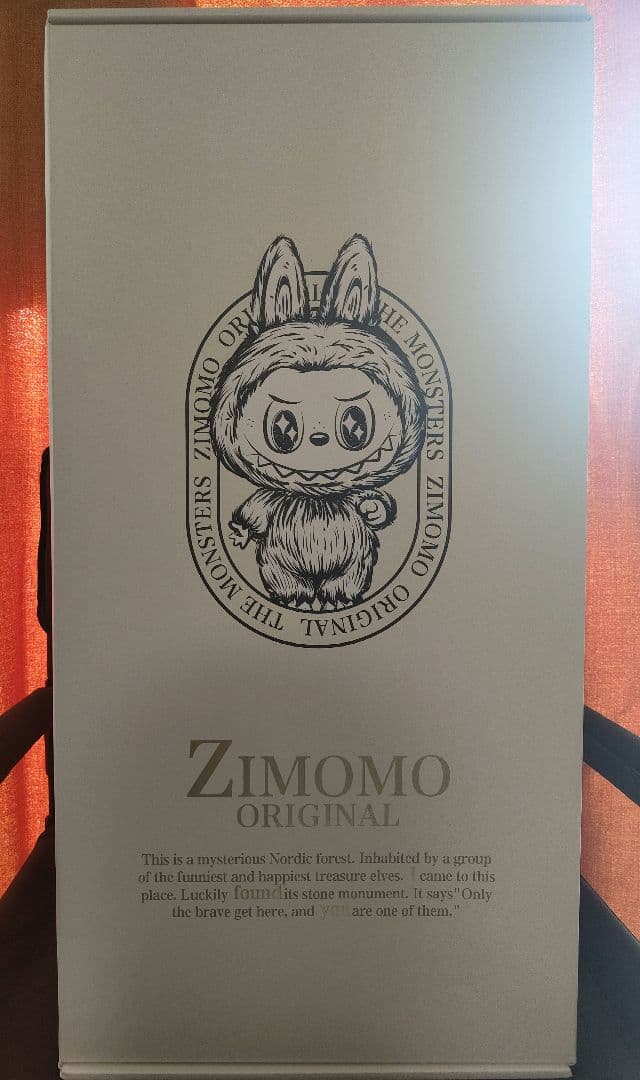 ZIMOMO ORI
THE MONSTERS ZIMOMO ORIGINAL THE MONSTERS
ZIMOMO
ORIGINAL
This is a mysterious Nordic forest. Inhabited by a group
of the funniest and happiest treasure elves. I came to this
place. Luckily found its stone monument. It says"Only
the brave get here, and you are one of them."